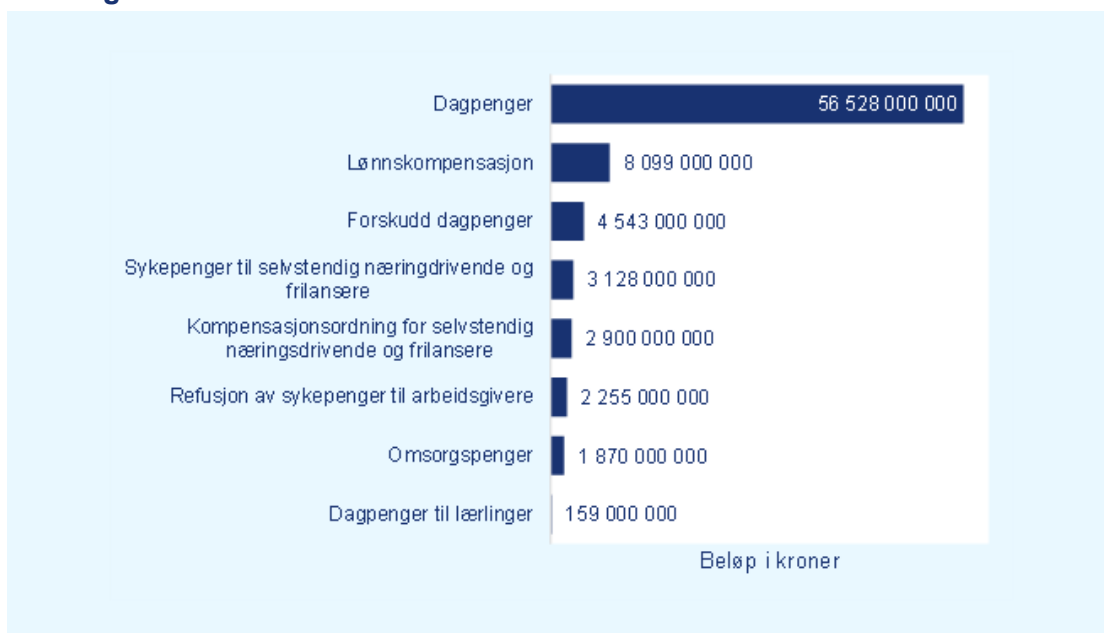 Dagpenger 56 528 000 000
Lønnskompensasjon 8 099 000 000
Forskudd dagpenger 4 543 000 000
Sykepenger til selvstendig næringdrivende og
frilansere 3 128 000 000
Kompensasjonsordning for selvstendig
næringsdrivende og frilansere 2 900 000 000
Refusjon av sykepenger til arbeidsgivere 2 255 000 000
Omsorgspenger 1 870 000 000
Dagpenger til lærlinger 159 000 000
Beløp i kroner